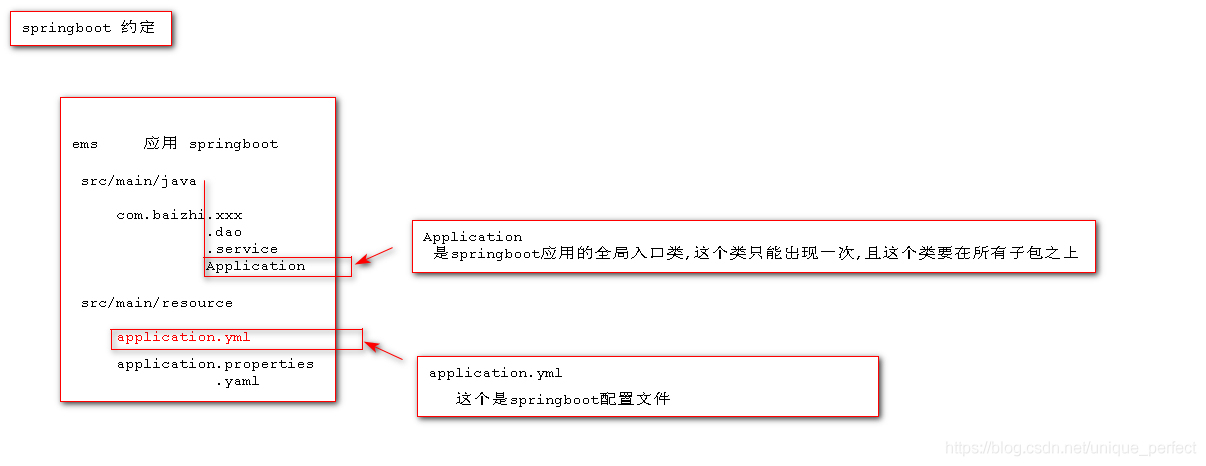 springboot 约定
ems 应用 springboot
src/main/java
com.baizhi.xxx
.dao
.service
Application
src/main/resource
application.yml
application.properties
.yaml
Application
是springboot应用的全局入口类,这个类只能出现一次,且这个类要在所有子包之上
application.yml
这个是springboot配置文件
https://blog.csdn.net/unique_perfect